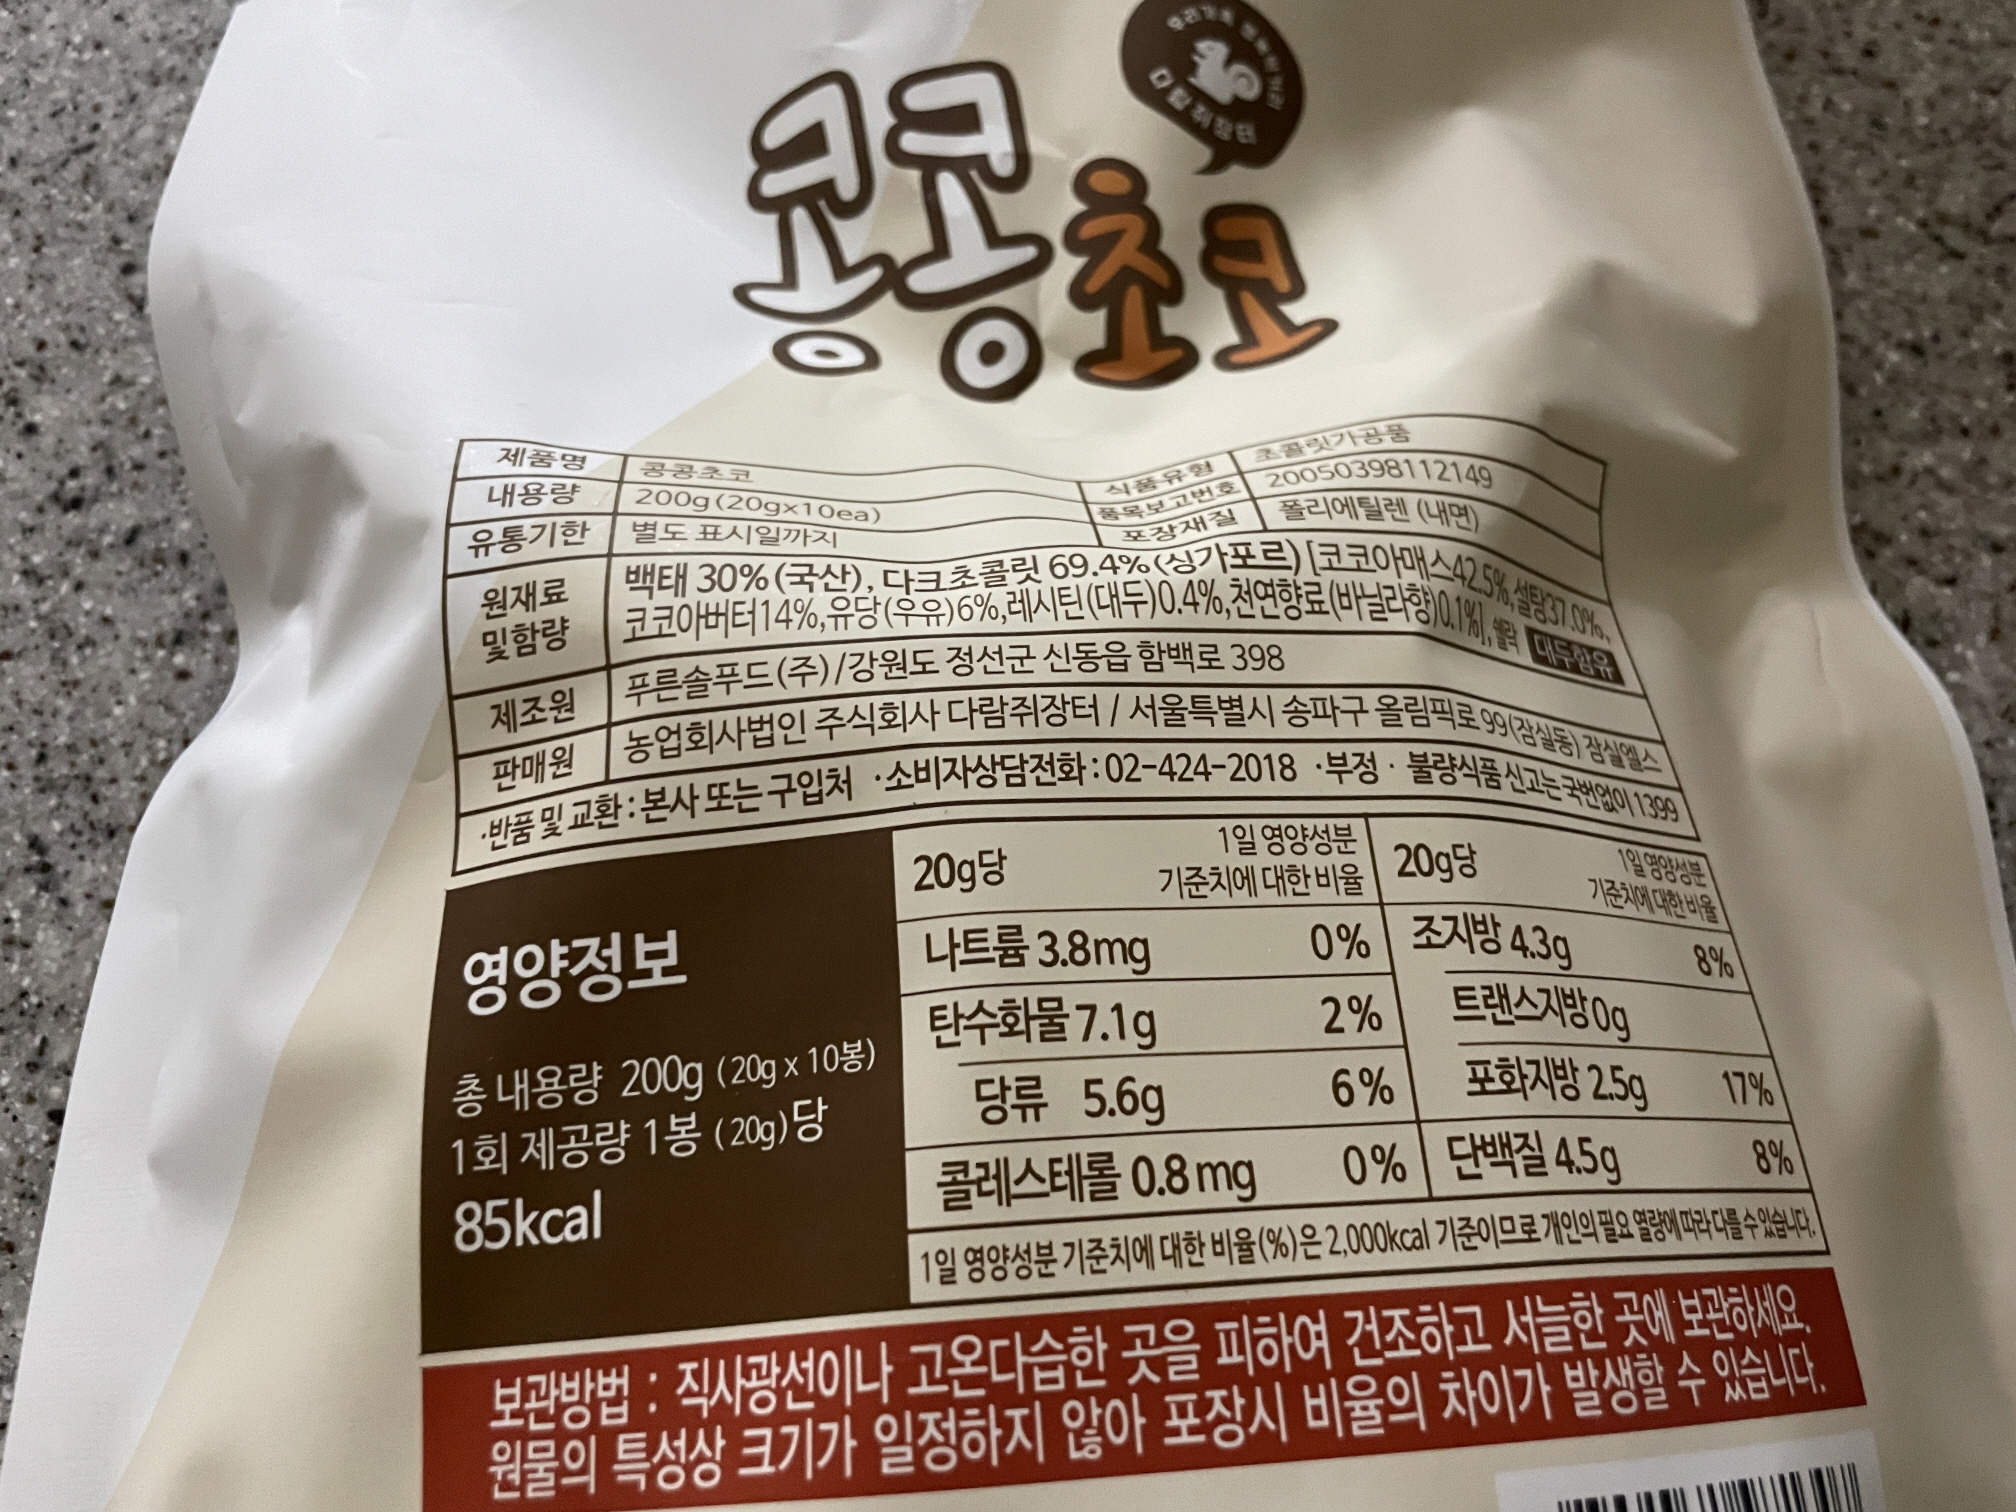 다람쥐장터
콩콩초코
제품명 콩콩초코 식품유형 초콜릿가공품
내용량 200g(20gx10ea) 품목보고번호 20050398112149
유통기한 별도 표시일까지 포장재질 폴리에틸렌 (내면)
원재료 및함량
백태 30%(국산), 다크초콜릿 69.4%(싱가포르) [코코아매스42.5%, 설탕37.0%,
코코아버터14%,유당(우유)6%,레시틴(대두)0.4%,천연향료(바닐라향)0.1%], 쉘락 대두함유
제조원 푸른솔푸드(주)/강원도 정선군 신동읍 함백로 398
판매원 농업회사법인 주식회사 다람쥐장터 / 서울특별시 송파구 올림픽로 99(잠실동) 잠실엘스
·반품 및 교환 : 본사 또는 구입처 ·소비자상담전화 : 02-424-2018 ·부정 · 불량식품 신고는 국번없이 1399
영양정보
총 내용량 200g (20g x 10봉)
1회 제공량 1봉 (20g)당
85kcal
20g당 1일 영양성분 기준치에 대한 비율
나트륨 3.8mg 0%
탄수화물 7.1g 2%
당류 5.6g 6%
콜레스테롤 0.8mg 0%
20g당 1일 영양성분 기준치에 대한 비율
조지방 4.3g 8%
트랜스지방 0g
포화지방 2.5g 17%
단백질 4.5g 8%
1일 영양성분 기준치에 대한 비율(%)은 2,000kcal 기준이므로 개인의 필요 열량에 따라 다를 수 있습니다.
보관방법 : 직사광선이나 고온다습한 곳을 피하여 건조하고 서늘한 곳에 보관하세요.
원물의 특성상 크기가 일정하지 않아 포장시 비율의 차이가 발생할 수 있습니다.